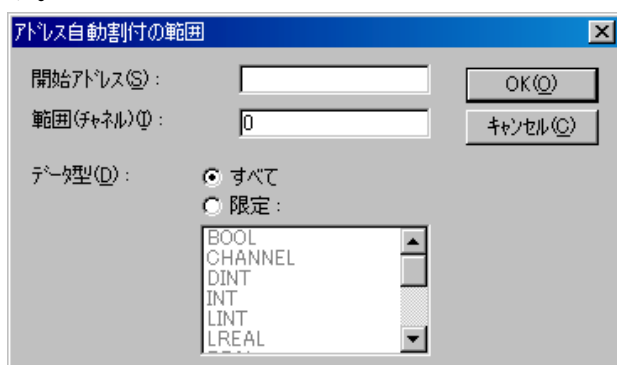 アドレス自動割付の範囲
開始アドレス(S):
OK(O)
範囲(チャネル)(I):
0
キャンセル(C)
データ型(D):
すべて
限定:
BOOL
CHANNEL
DINT
INT
LINT
LREAL